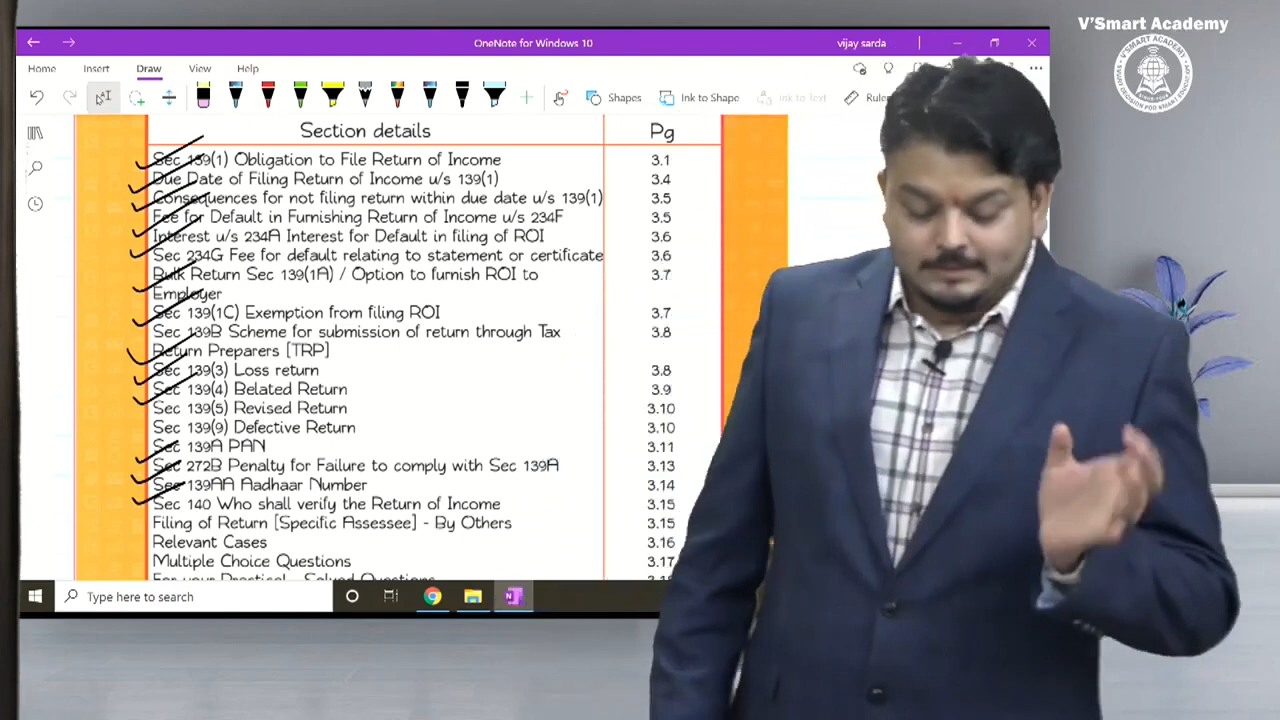 V'Smart Academy
OneNote for Windows 10
vijay sarda
Home Insert Draw View Help
Shapes Ink to Shape Ink to Text Ruler
Section details Pg
Sec 139(1) Obligation to File Return of Income 3.1
Due Date of Filing Return of Income u/s 139(1) 3.4
Consequences for not filing return within due date u/s 139(1) 3.5
Fee for Default in Furnishing Return of Income u/s 234F 3.5
Interest u/s 234A Interest for Default in filing of ROI 3.6
Sec 234G Fee for default relating to statement or certificate 3.6
Bulk Return Sec 139(1A) / Option to furnish ROI to 3.7
Employer
Sec 139(1C) Exemption from filing ROI 3.7
Sec 139B Scheme for submission of return through Tax 3.8
Return Preparers [TRP]
Sec 139(3) Loss return 3.8
Sec 139(4) Belated Return 3.9
Sec 139(5) Revised Return 3.10
Sec 139(9) Defective Return 3.10
Sec 139A PAN 3.11
Sec 272B Penalty for Failure to comply with Sec 139A 3.13
Sec 139AA Aadhaar Number 3.14
Sec 140 Who shall verify the Return of Income 3.15
Filing of Return [Specific Assessee] - By Others 3.15
Relevant Cases 3.16
Multiple Choice Questions 3.17
For your Practice! - Solved Questions
Type here to search